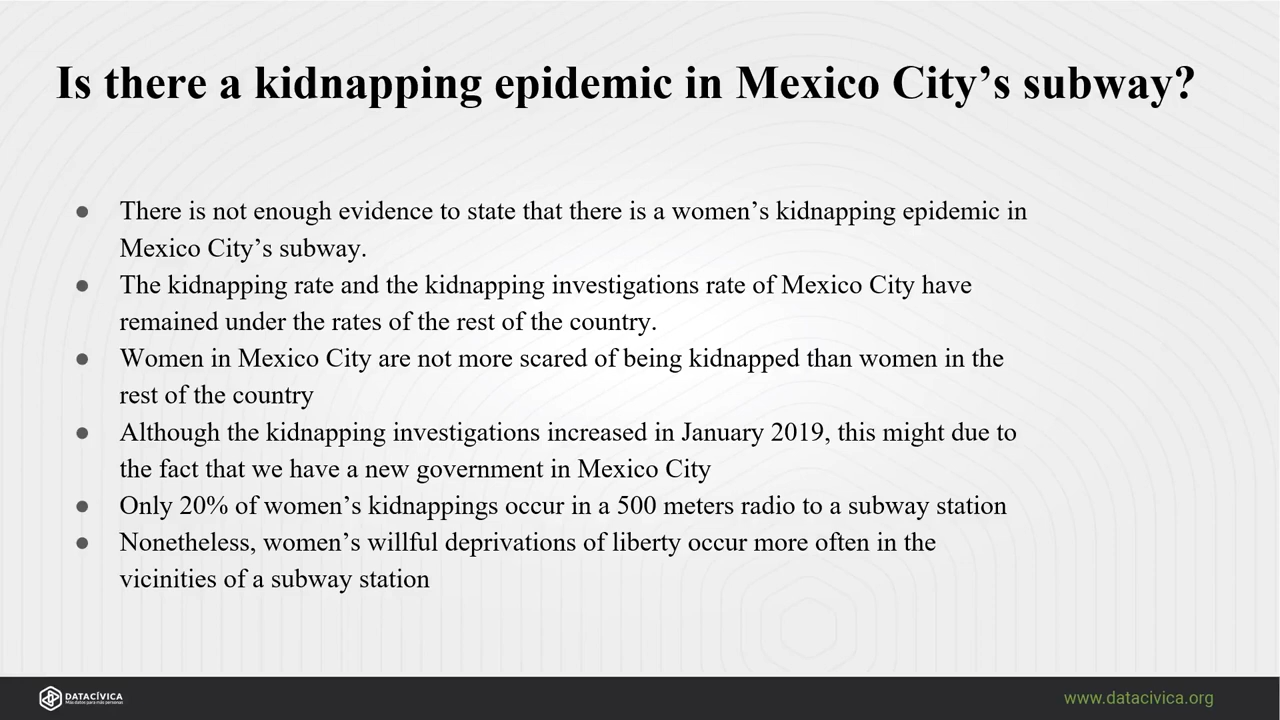 Is there a kidnapping epidemic in Mexico City’s subway?
● There is not enough evidence to state that there is a women’s kidnapping epidemic in
Mexico City’s subway.
● The kidnapping rate and the kidnapping investigations rate of Mexico City have
remained under the rates of the rest of the country.
● Women in Mexico City are not more scared of being kidnapped than women in the
rest of the country
● Although the kidnapping investigations increased in January 2019, this might due to
the fact that we have a new government in Mexico City
● Only 20% of women’s kidnappings occur in a 500 meters radio to a subway station
● Nonetheless, women’s willful deprivations of liberty occur more often in the
vicinities of a subway station
DATACÍVICA
Más datos para más personas
www.datacivica.org